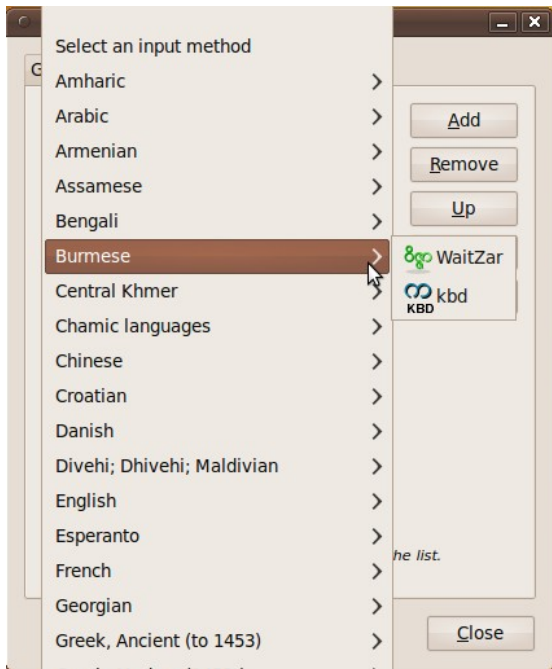 Select an input method
G
Amharic
Arabic
Armenian
Assamese
Bengali
Burmese
Central Khmer
Chamic languages
Chinese
Croatian
Danish
Divehi; Dhivehi; Maldivian
English
Esperanto
French
Georgian
Greek, Ancient (to 1453)
Add
Remove
Up
WaitZar
KBD kbd
he list.
Close